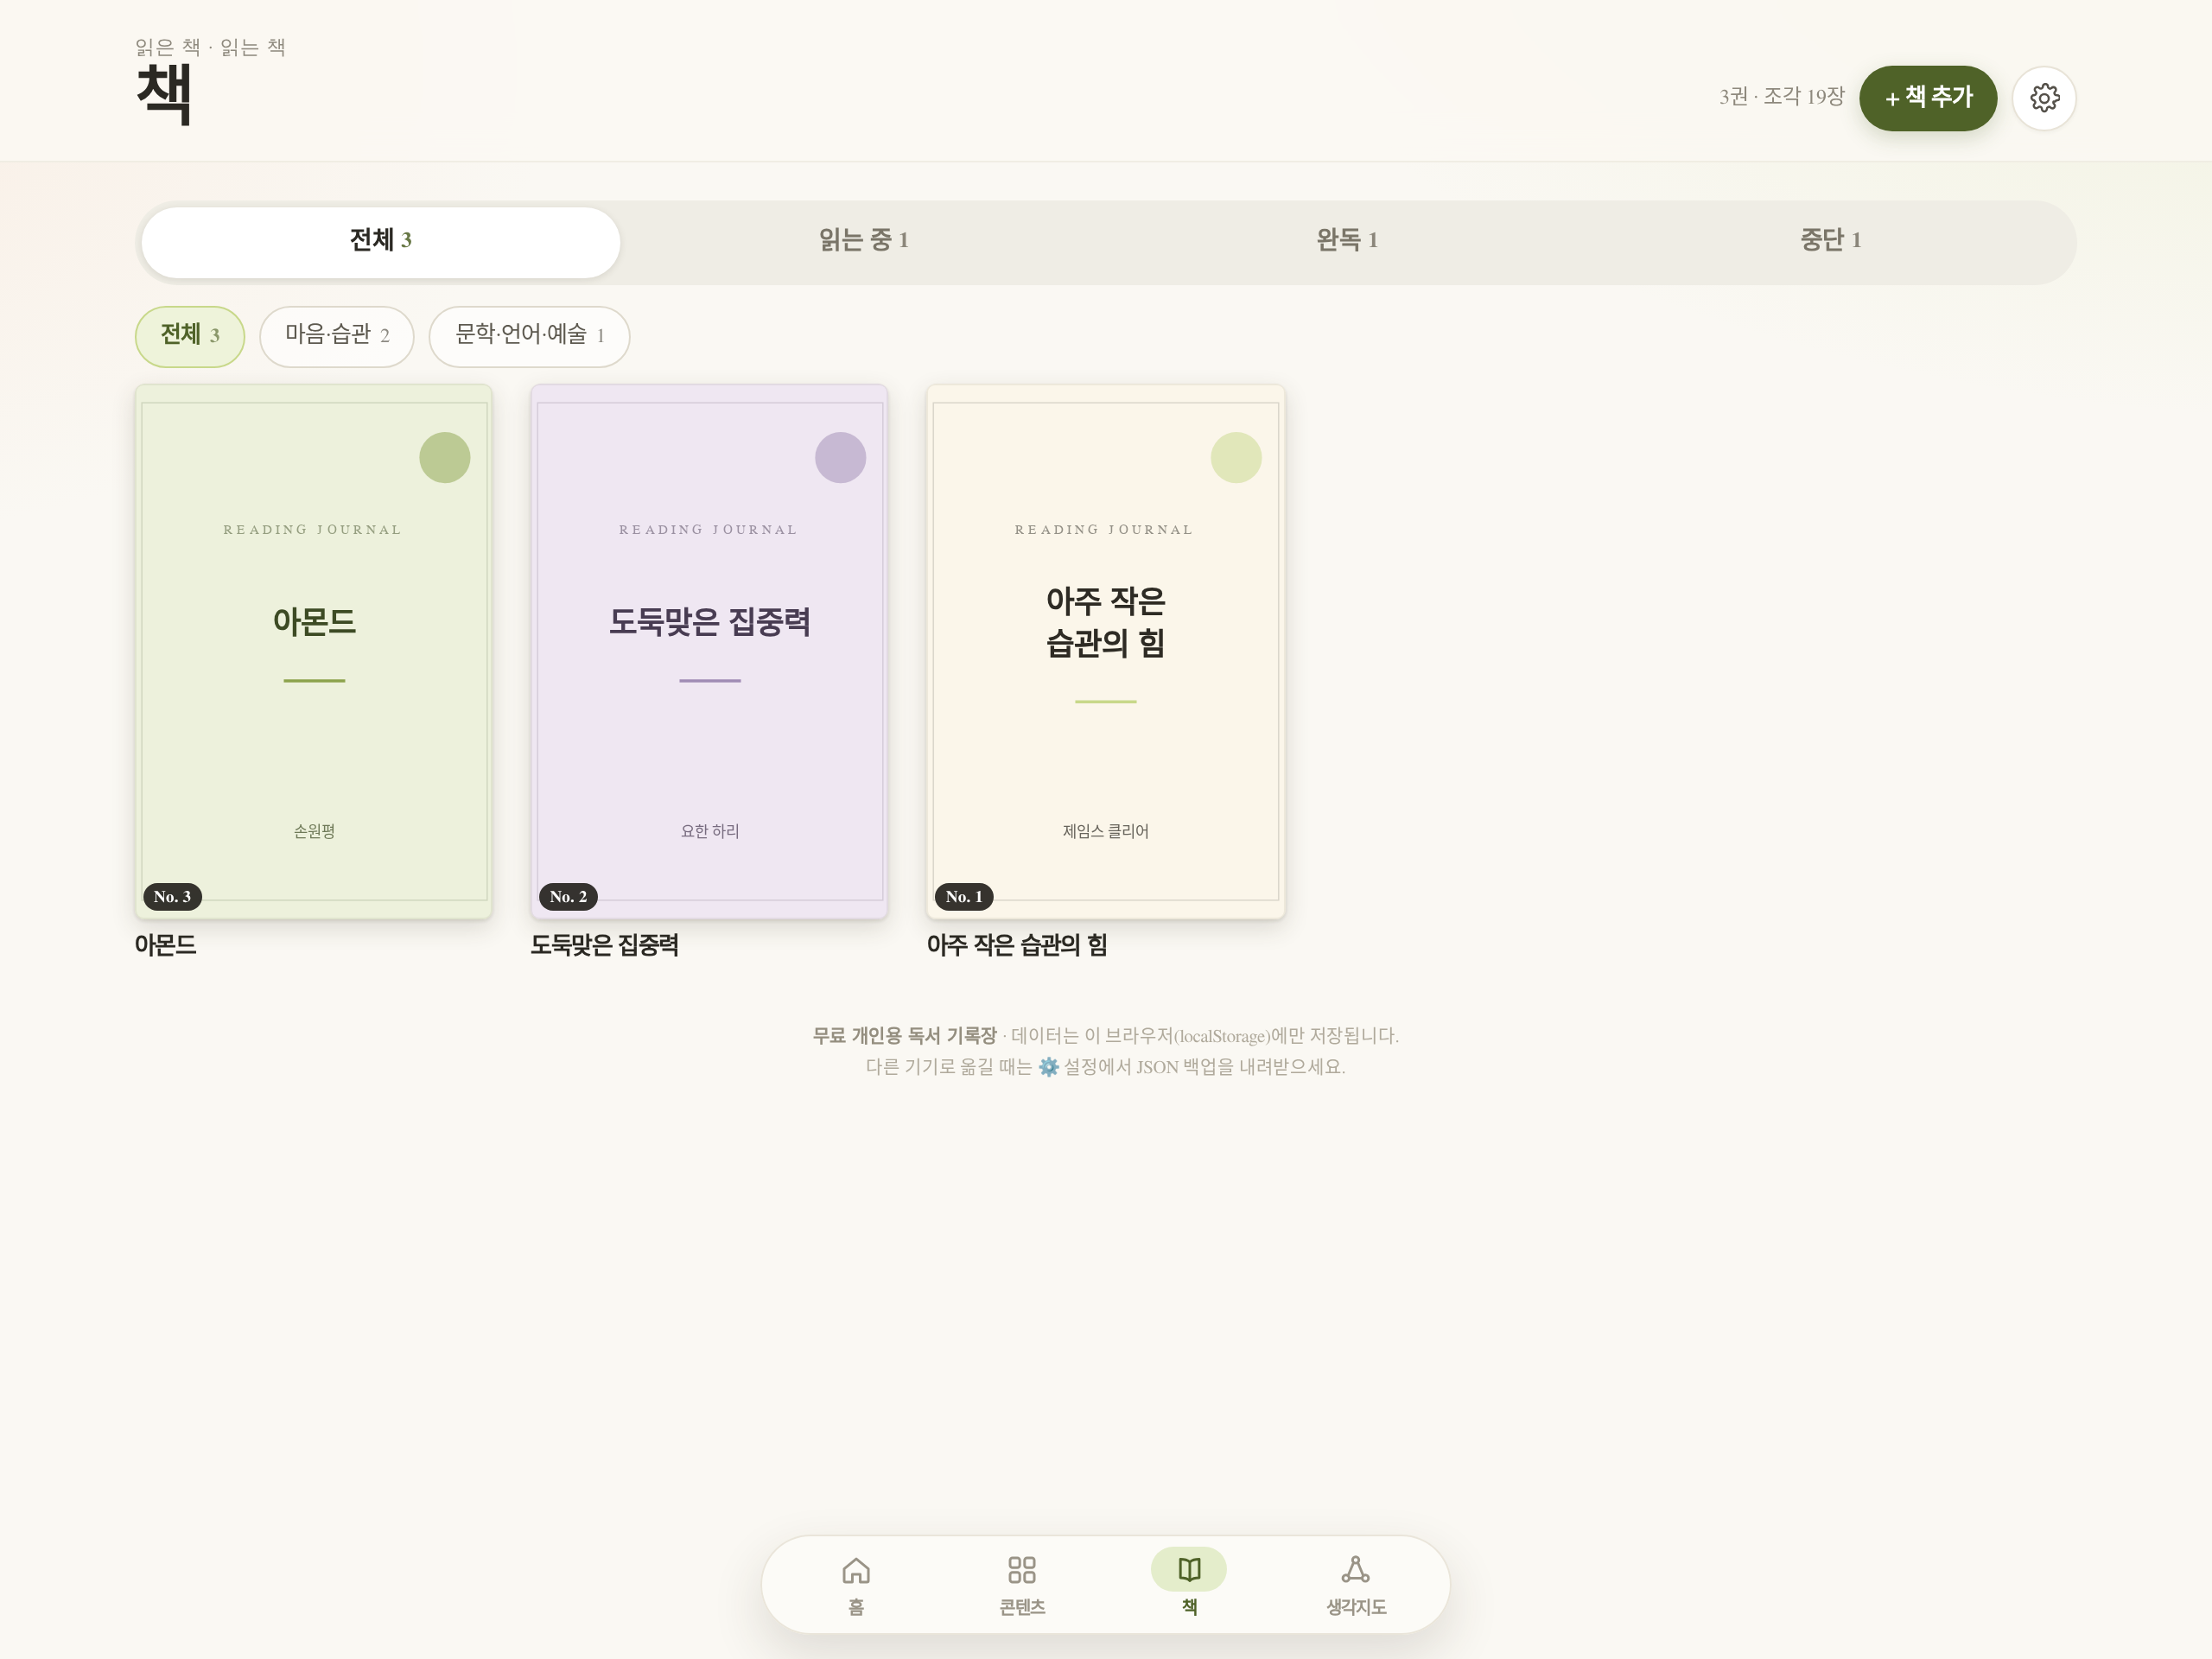 읽은 책 · 읽는 책
책
3권 · 조각 19장
+ 책 추가
전체 3
읽는 중 1
완독 1
중단 1
전체 3
마음·습관 2
문학·언어·예술 1
READING JOURNAL
아몬드
손원평
No. 3
아몬드
READING JOURNAL
도둑맞은 집중력
요한 하리
No. 2
도둑맞은 집중력
READING JOURNAL
아주 작은
습관의 힘
제임스 클리어
No. 1
아주 작은 습관의 힘
무료 개인용 독서 기록장 · 데이터는 이 브라우저(localStorage)에만 저장됩니다.
다른 기기로 옮길 때는 ⚙️ 설정에서 JSON 백업을 내려받으세요.
홈
콘텐츠
책
생각지도